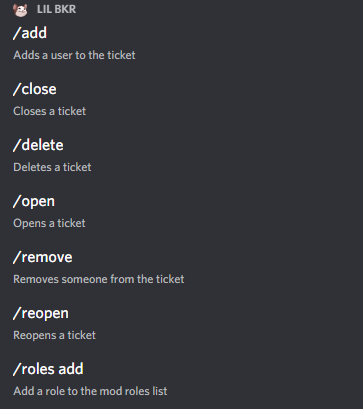 LIL BKR
/add
Adds a user to the ticket
/close
Closes a ticket
/delete
Deletes a ticket
/open
Opens a ticket
/remove
Removes someone from the ticket
/reopen
Reopens a ticket
/roles add
Add a role to the mod roles list